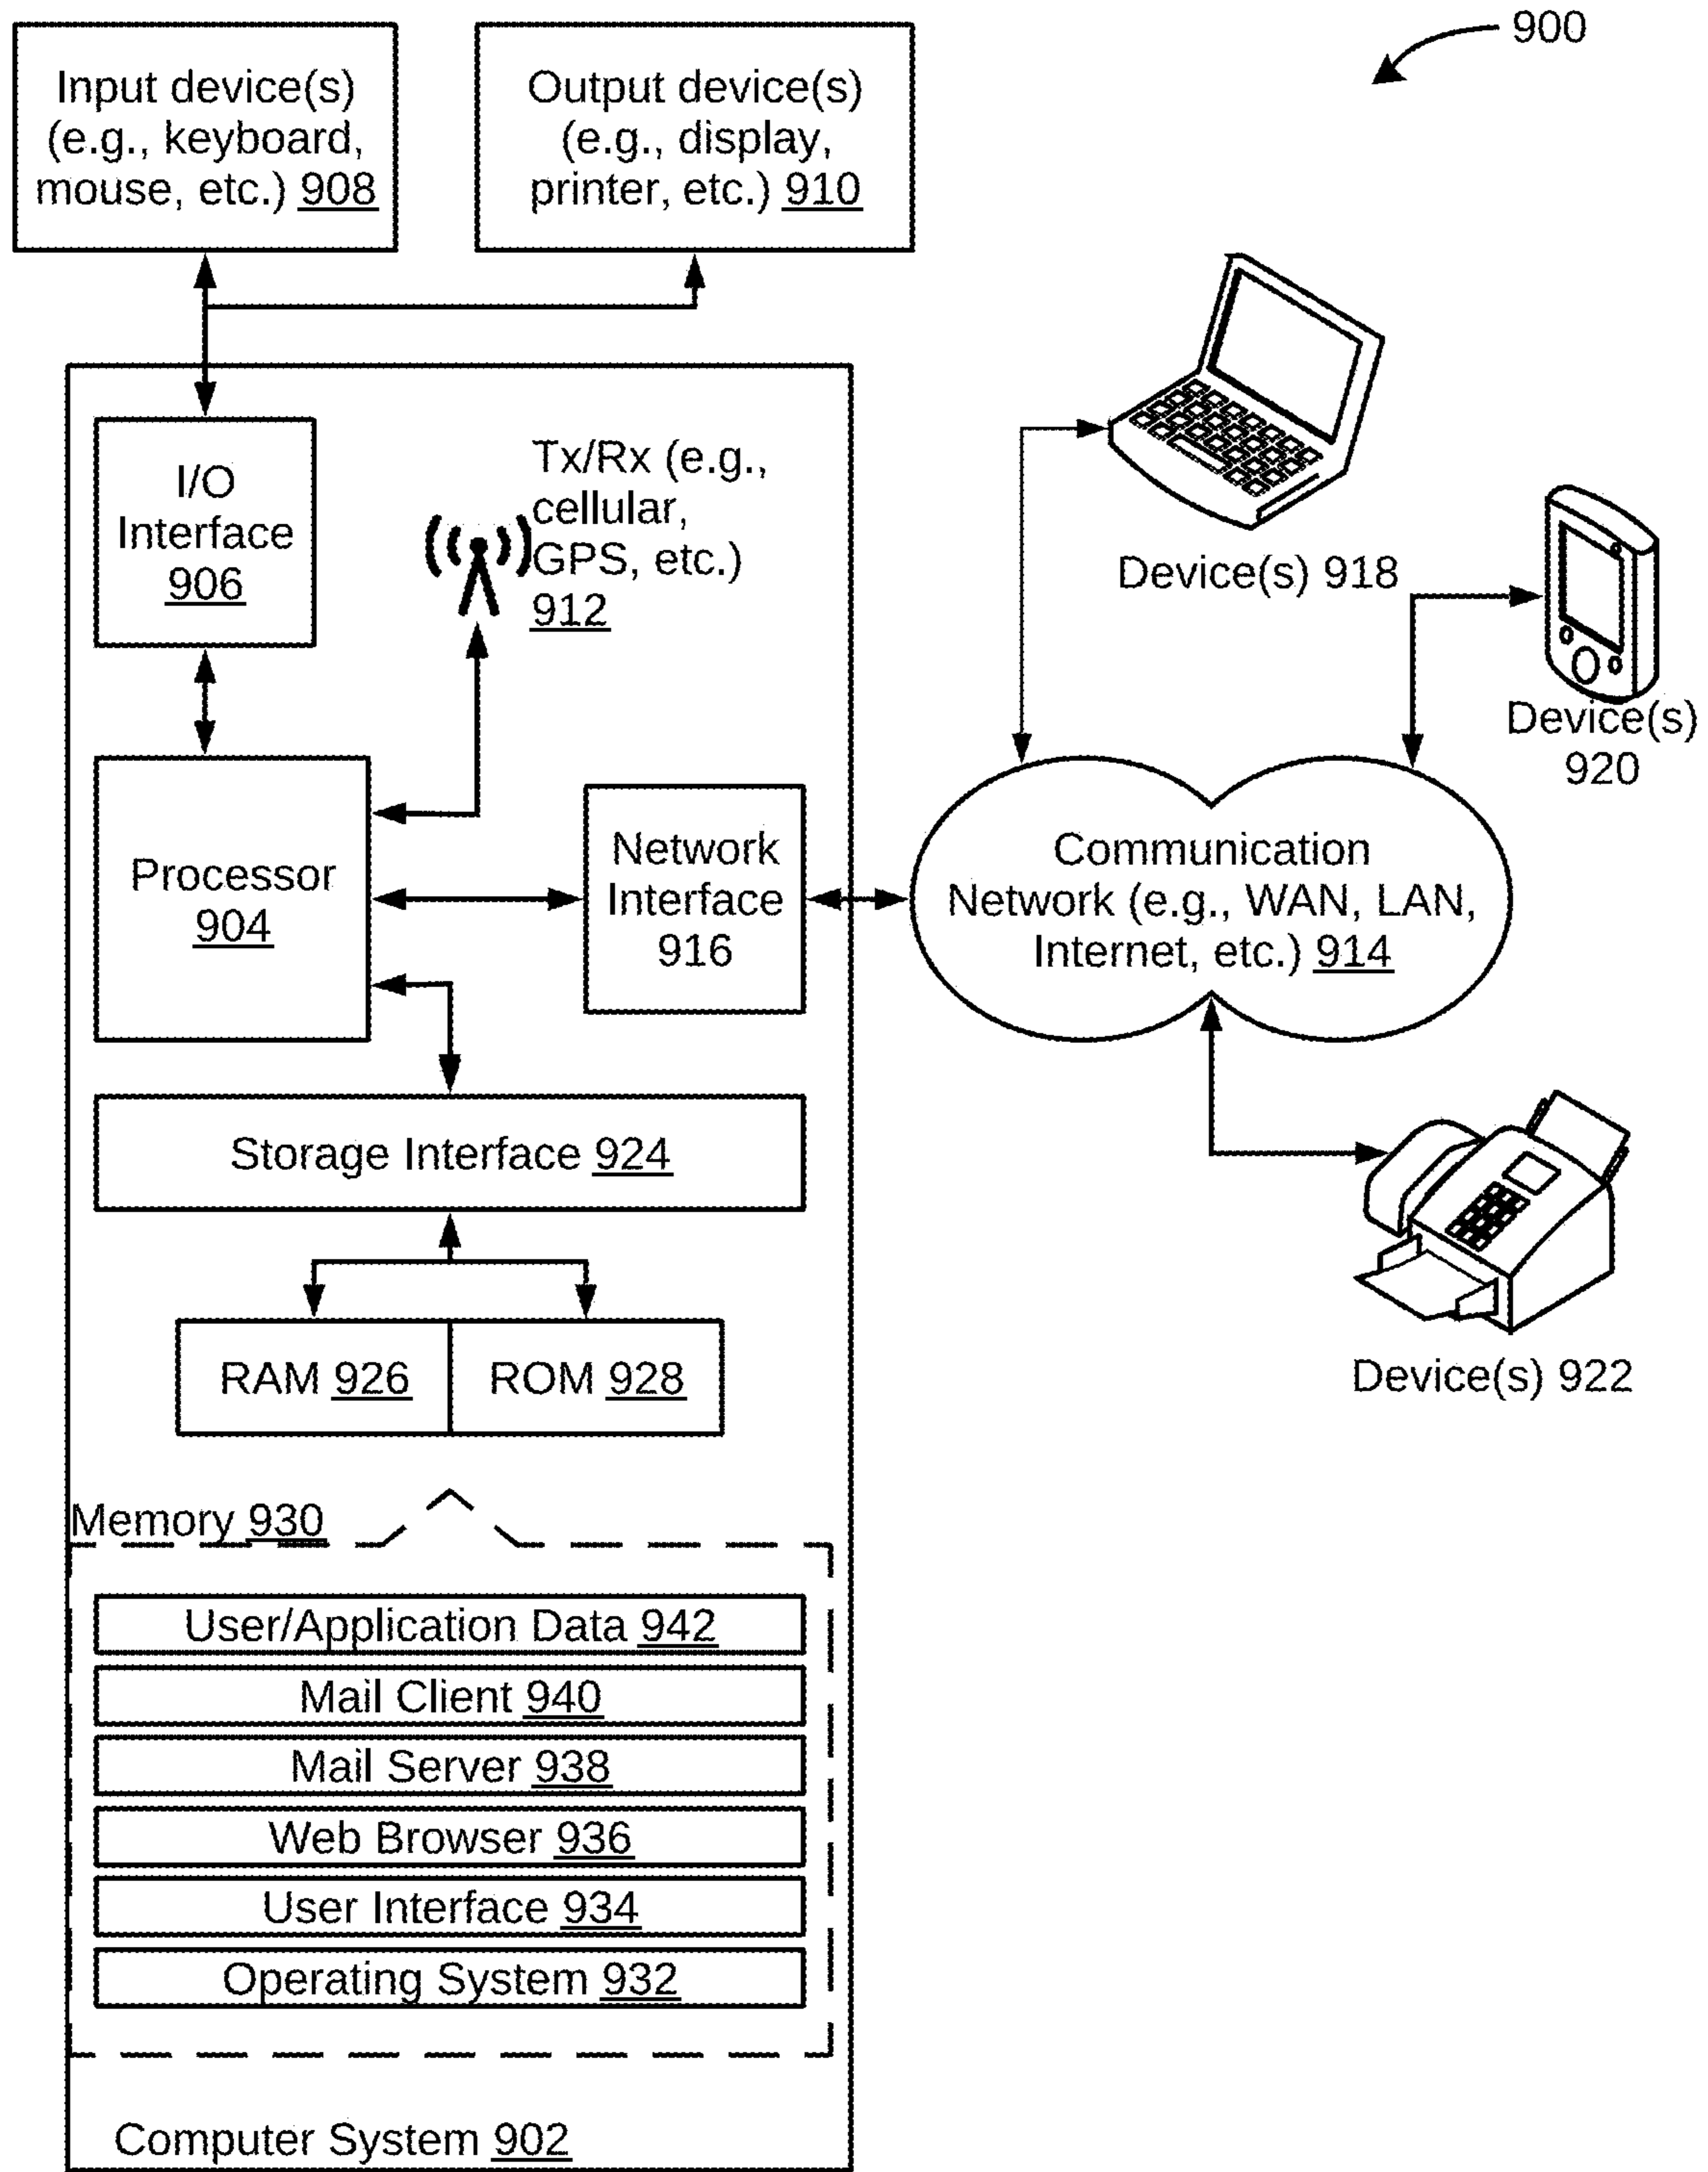 900
Input device(s)
(e.g., keyboard,
mouse, etc.) 908
Output device(s)
(e.g., display,
printer, etc.) 910
I/O
Interface
906
Tx/Rx (e.g.,
cellular,
GPS, etc.)
912
Device(s) 918
Device(s)
920
Processor
904
Network
Interface
916
Communication
Network (e.g., WAN, LAN,
Internet, etc.) 914
Storage Interface 924
RAM 926
ROM 928
Device(s) 922
Memory 930
User/Application Data 942
Mail Client 940
Mail Server 938
Web Browser 936
User Interface 934
Operating System 932
Computer System 902